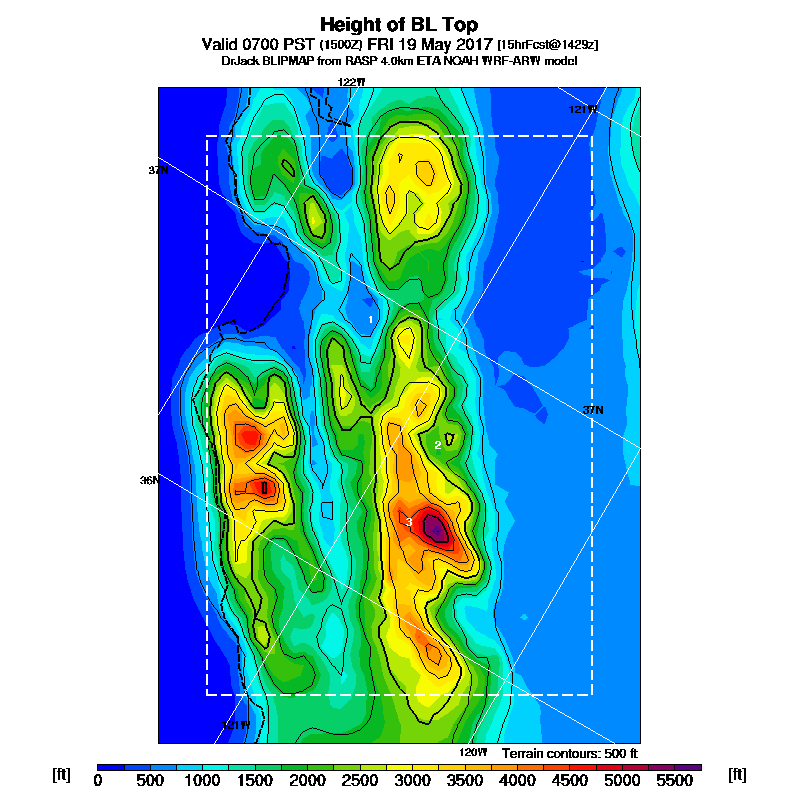 Height of BL Top
Valid 0700 PST (1500Z) FRI 19 May 2017 [15hrFcst@1429z]
DrJack BLIPMAP from RASP 4.0km ETA NOAH WRF-ARW model
122W
121W
37N
1
37N
2
36N
3
121W
120W Terrain contours: 500 ft
[ft] 0 500 1000 1500 2000 2500 3000 3500 4000 4500 5000 5500 [ft]